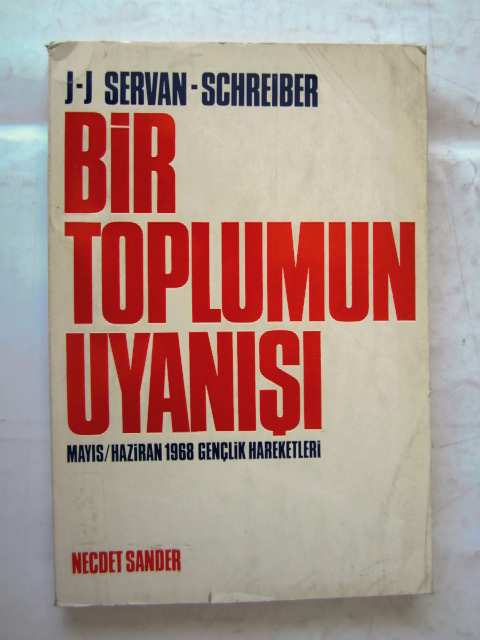 J-J SERVAN-SCHREIBER
BİR
TOPLUMUN
UYANIŞI
MAYIS/HAZİRAN 1968 GENÇLİK HAREKETLERİ
NECDET SANDER